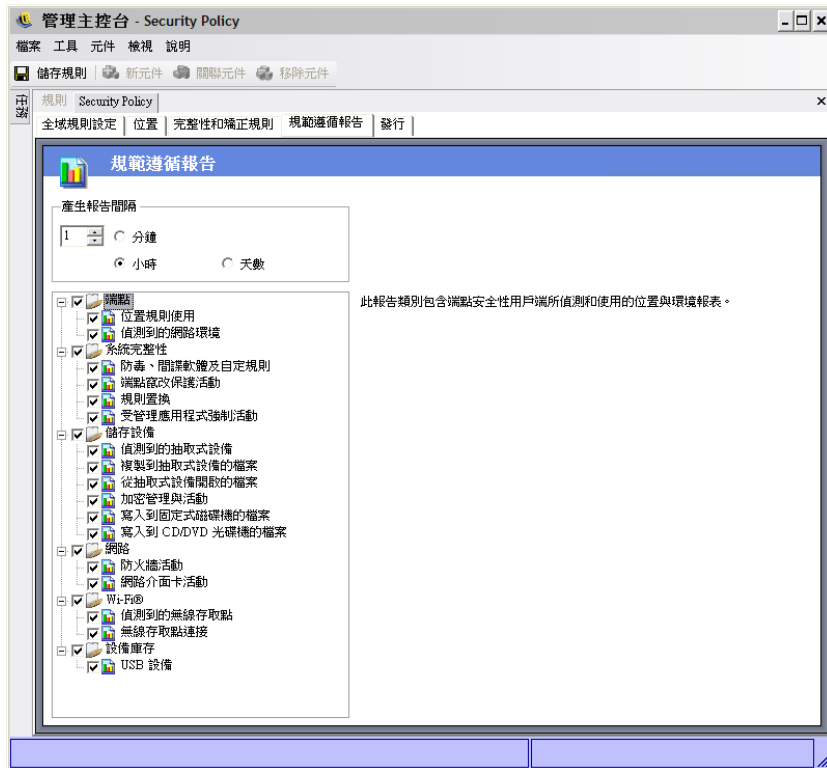 管理主控台 - Security Policy
檔案 工具 元件 檢視 說明
儲存規則 新元件 關聯元件 移除元件
任務
規則 Security Policy
全域規則設定 位置 完整性和矯正規則 規範遵循報告 發行
規範遵循報告
產生報告間隔
1 分鐘
小時 天數
端點
位置規則使用
偵測到的網路環境
系統完整性
防毒、間諜軟體及自定規則
端點竄改保護活動
規則置換
受管理應用程式強制活動
儲存設備
偵測到的抽取式設備
複製到抽取式設備的檔案
從抽取式設備開啟的檔案
加密管理與活動
寫入到固定式磁碟機的檔案
寫入到 CD/DVD 光碟機的檔案
網路
防火牆活動
網路介面卡活動
Wi-Fi®
偵測到的無線存取點
無線存取點連接
設備庫存
USB 設備
此報告類別包含端點安全性用戶端所偵測和使用的位置與環境報表。